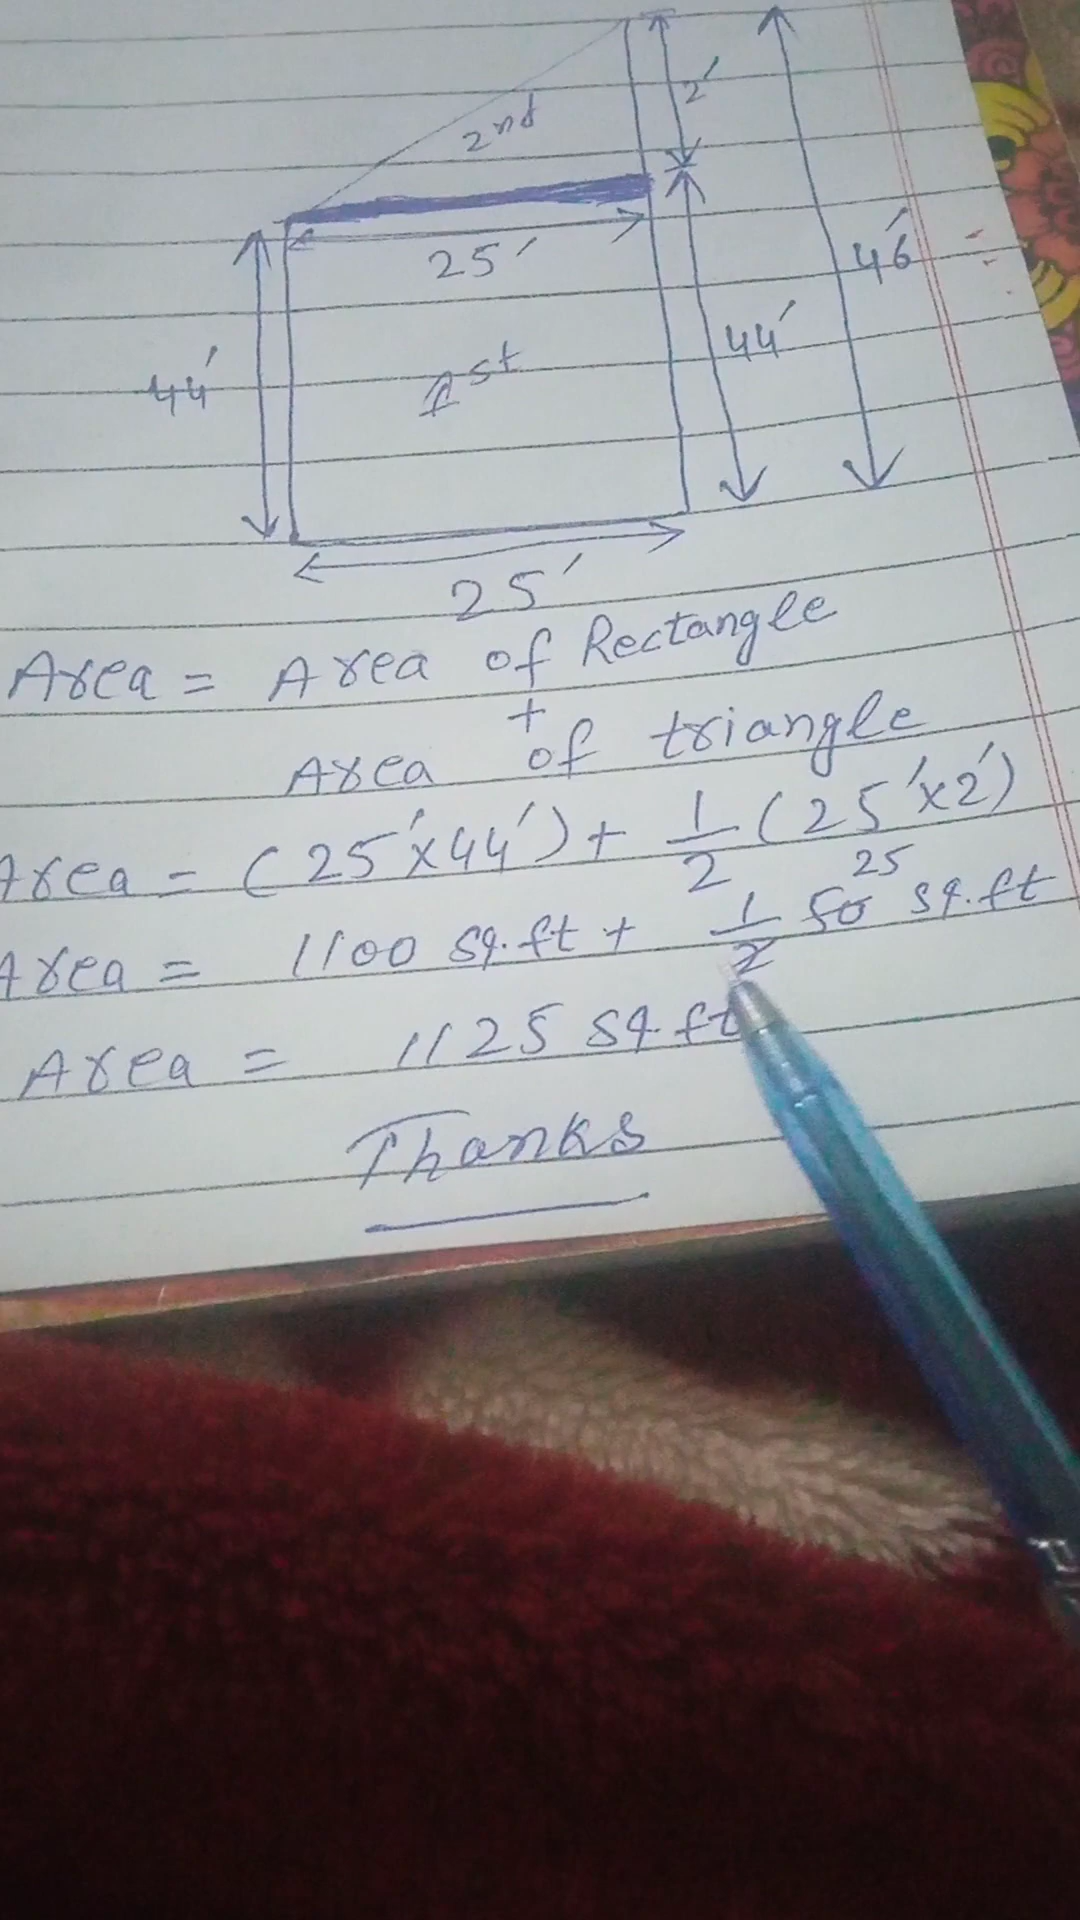 2'
2nd
46'
25'
44'
44'
1st
25'
Area = Area of Rectangle
+
Area of triangle
Area = (25'x44') + 1/2 (25'x2')
25
Area = 1100 sq.ft + 1/2 50 sq.ft
Area = 1125 sq.ft
Thanks